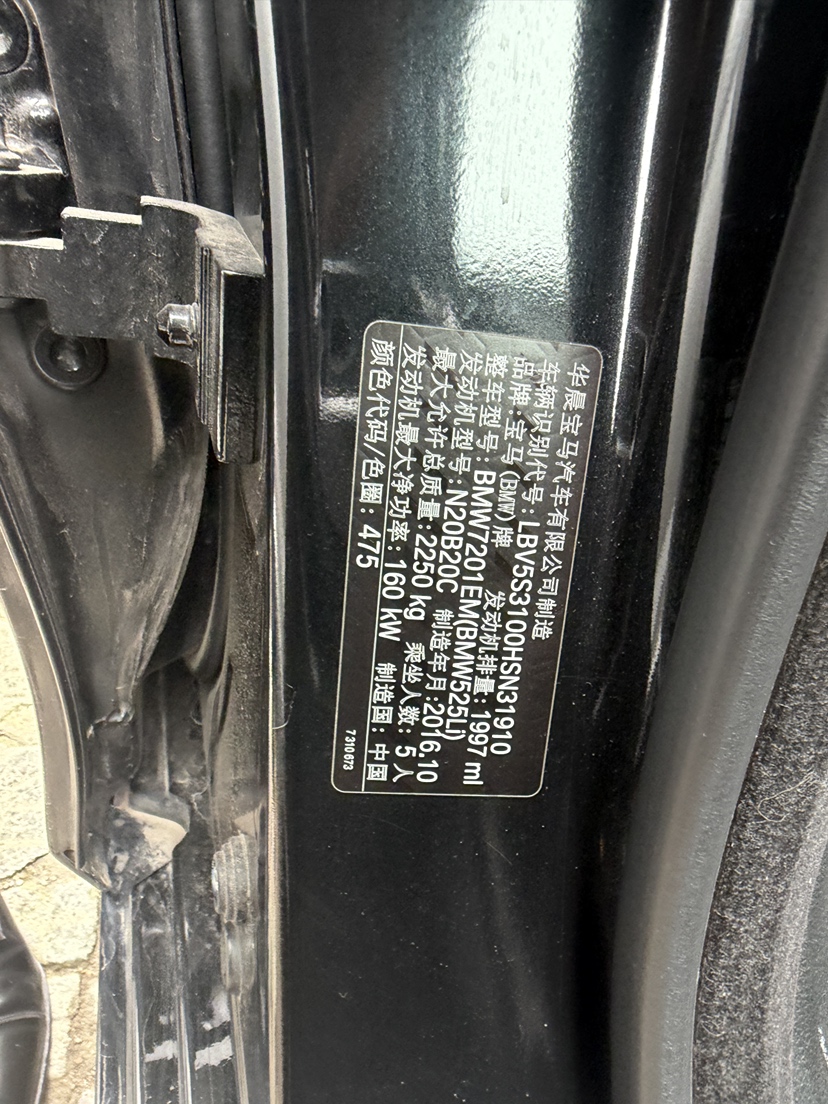 华晨宝马汽车有限公司制造
车辆识别代号:LBV5S3100HSN31910
品牌:宝马(BMW)牌 发动机排量:1997 ml
整车型号:BMW7201EM(BMW525Li)
发动机型号:N20B20C 制造年月:2016.10
最大允许总质量:2250 kg 乘坐人数:5人
发动机最大净功率:160 kW 制造国:中国
颜色代码/色圈:475
7 310 673